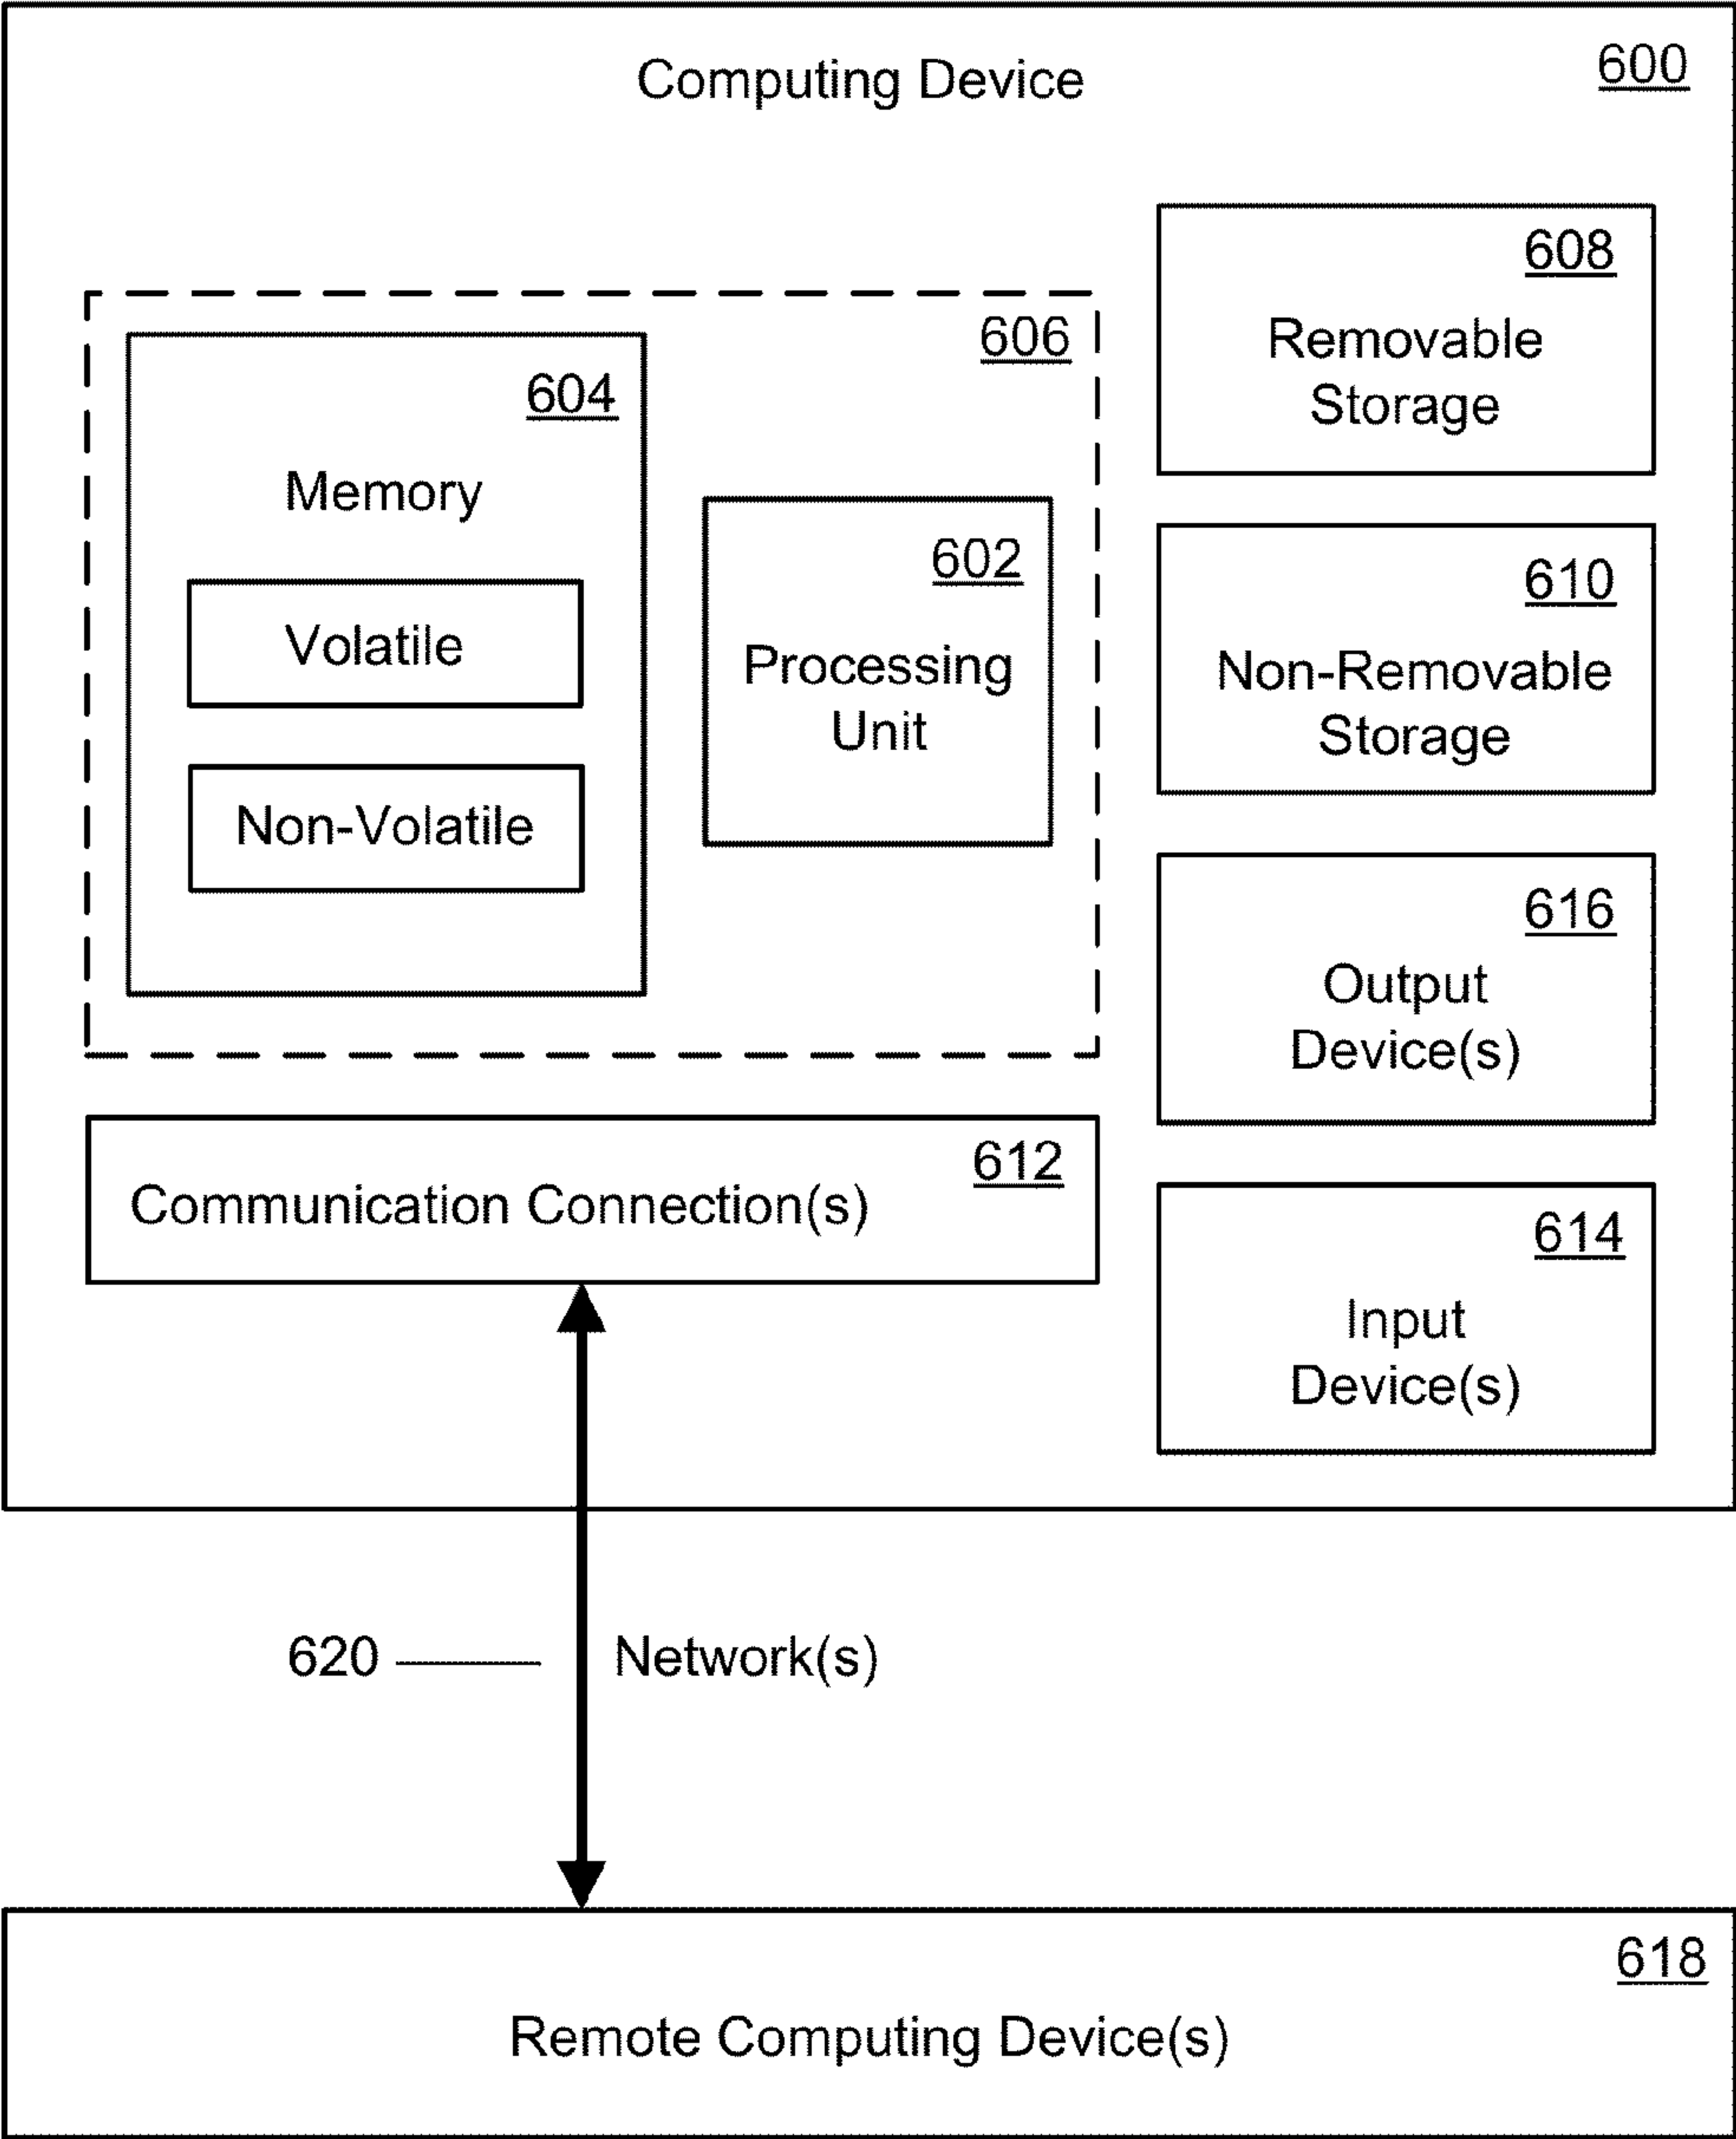 Computing Device
600
606
604
Memory
Volatile
Non-Volatile
602
Processing
Unit
608
Removable
Storage
610
Non-Removable
Storage
616
Output
Device(s)
612
Communication Connection(s)
614
Input
Device(s)
620
Network(s)
618
Remote Computing Device(s)